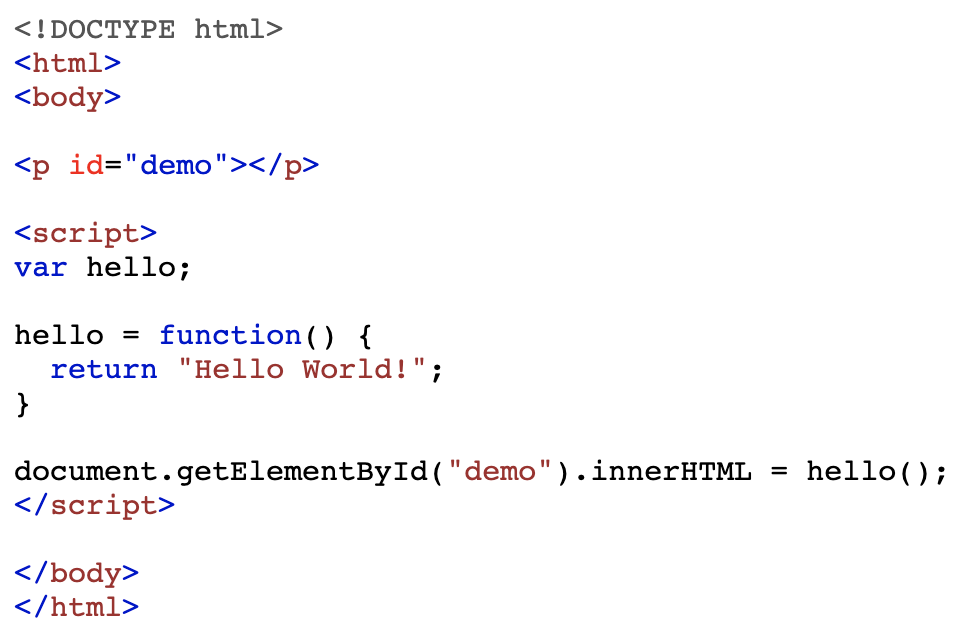 <!DOCTYPE html>
<html>
<body>
<p id="demo"></p>
<script>
var hello;
hello = function() {
  return "Hello World!";
}
document.getElementById("demo").innerHTML = hello();
</script>
</body>
</html>